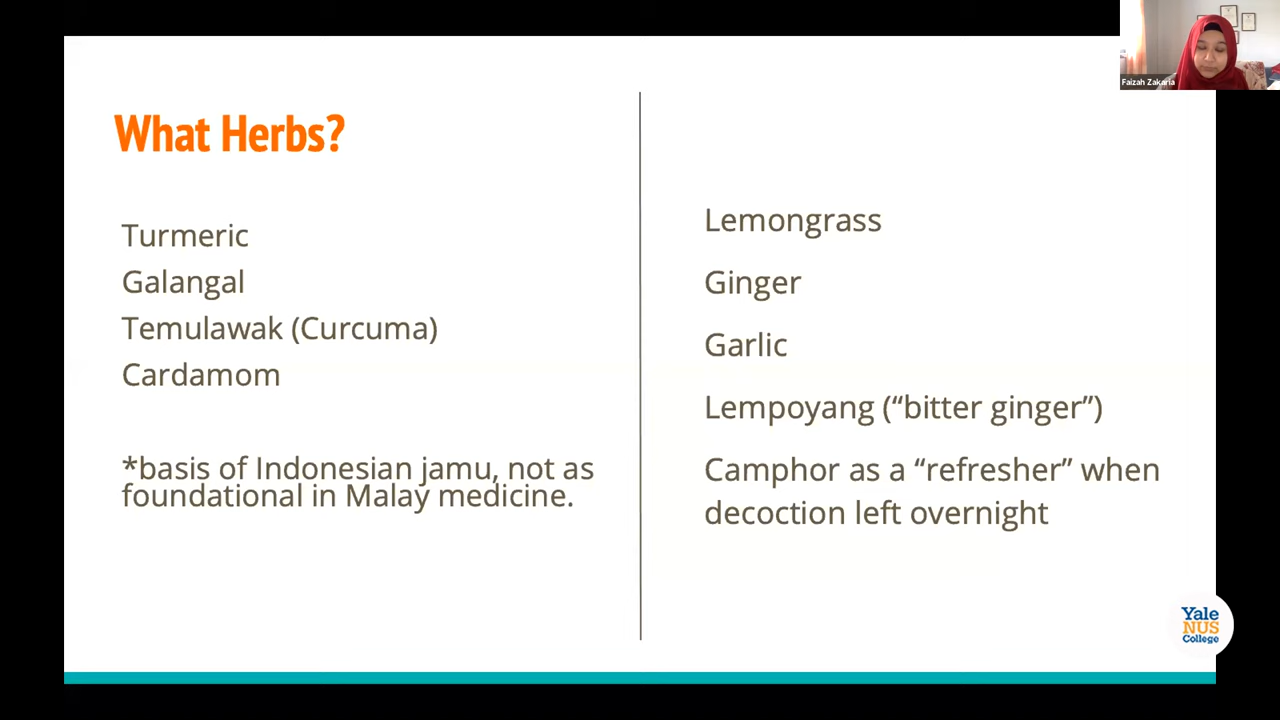 Faizah Zakaria
What Herbs?
Turmeric
Galangal
Temulawak (Curcuma)
Cardamom
*basis of Indonesian jamu, not as
foundational in Malay medicine.
Lemongrass
Ginger
Garlic
Lempoyang (“bitter ginger”)
Camphor as a “refresher” when
decoction left overnight
Yale
NUS
College